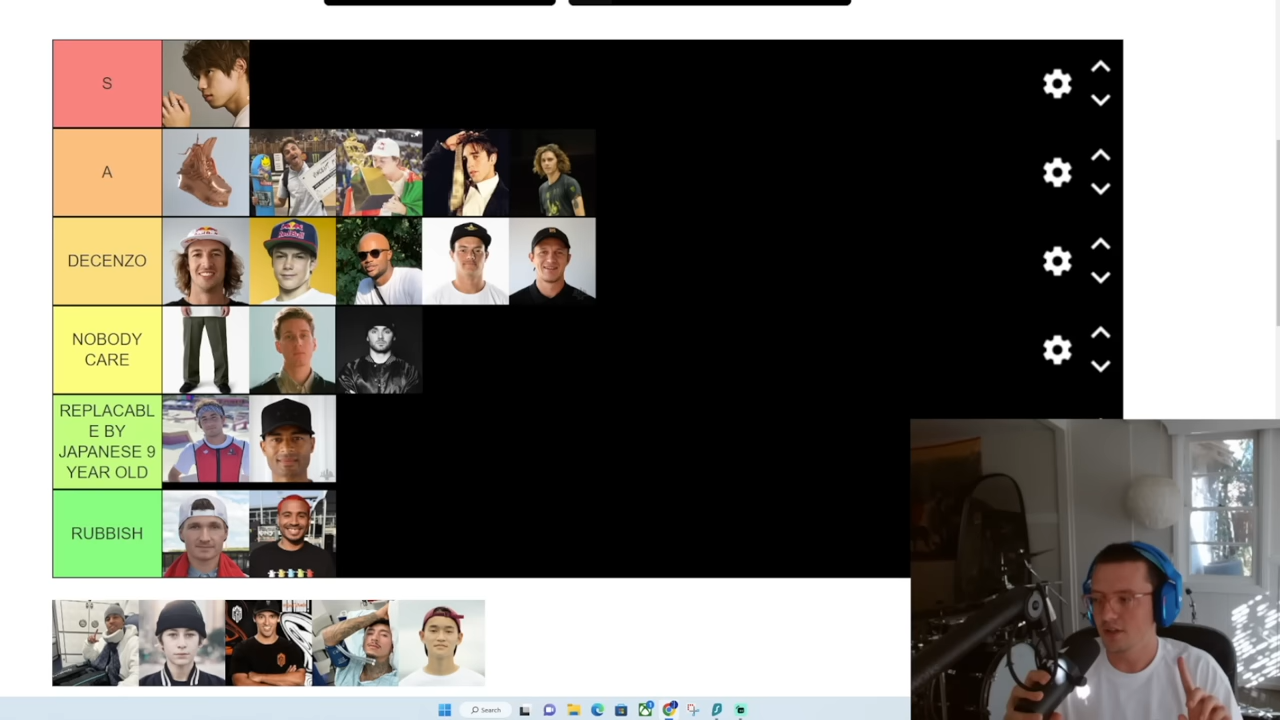 S
A
DECENZO
NOBODY
CARE
REPLACABL
E BY
JAPANESE 9
YEAR OLD
RUBBISH
Search